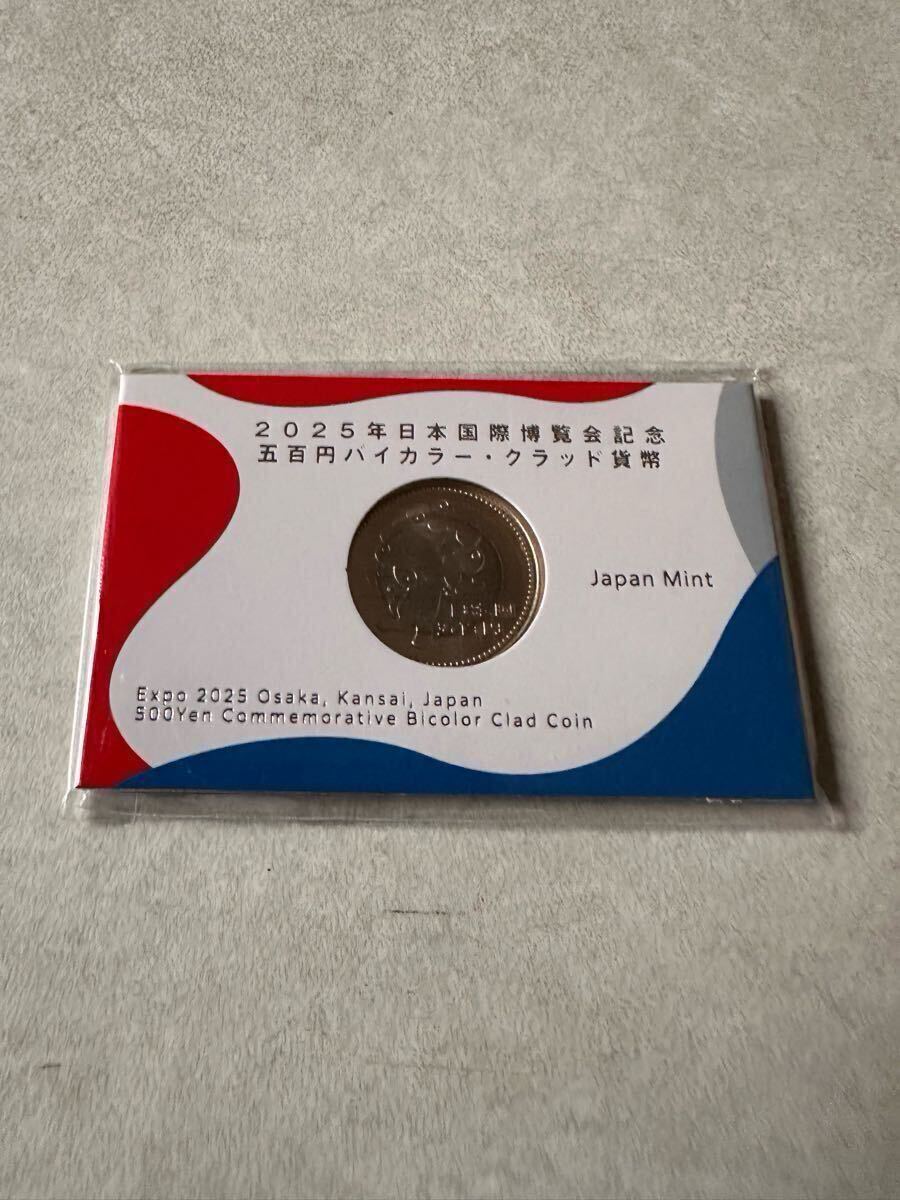 2025年日本国際博覧会記念
五百円バイカラー・クラッド貨幣
Japan Mint
Expo 2025 Osaka, Kansai, Japan
500Yen Commemorative Bicolor Clad Coin